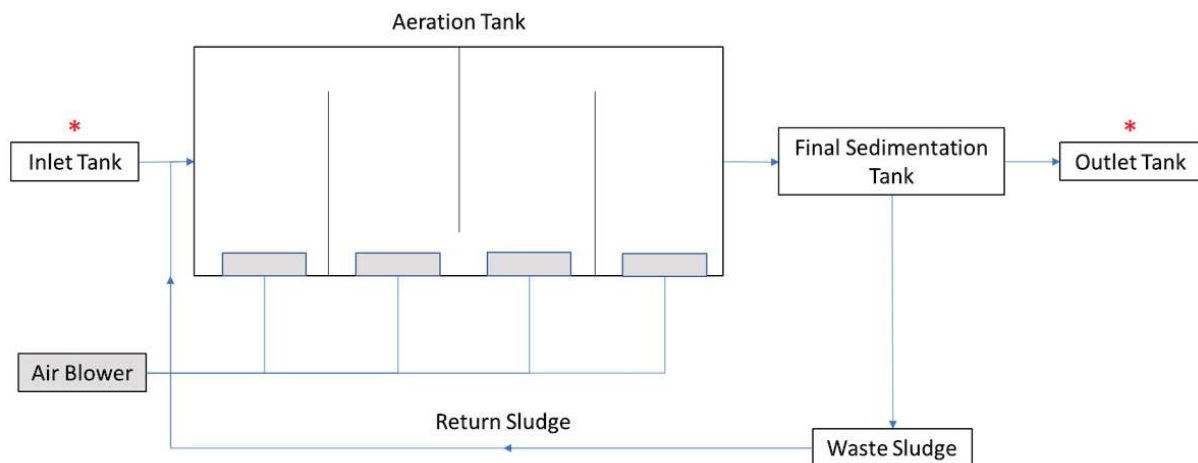 Aeration Tank
*
*
Inlet Tank
Final Sedimentation
Tank
Outlet Tank
Air Blower
Return Sludge
Waste Sludge